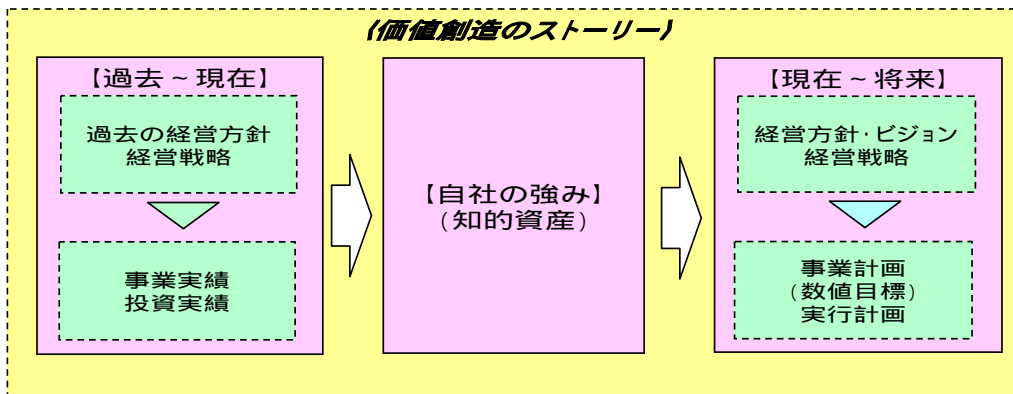 〈価値創造のストーリー〉
【過去~現在】
過去の経営方針
経営戦略
事業実績
投資実績
【自社の強み】
(知的資産)
【現在~将来】
経営方針・ビジョン
経営戦略
事業計画
(数値目標)
実行計画